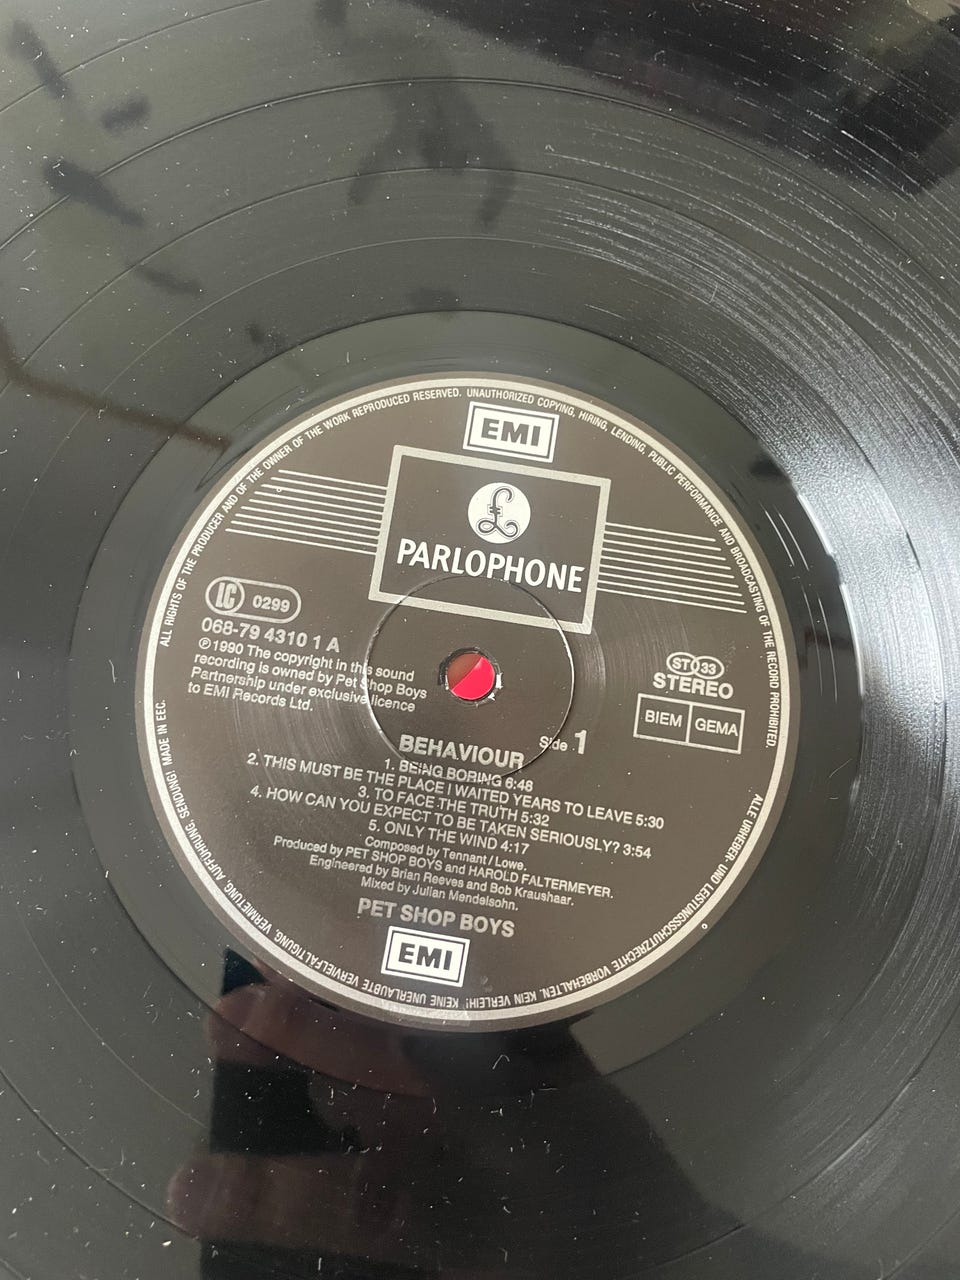 ALL RIGHTS OF THE PRODUCER AND OF THE OWNER OF THE WORK REPRODUCED RESERVED. UNAUTHORIZED COPYING, HIRING, LENDING, PUBLIC PERFORMANCE AND BROADCASTING OF THE RECORD PROHIBITED.
EMI
£
PARLOPHONE
LC 0299
068-79 4310 1 A
℗1990 The copyright in this sound
recording is owned by Pet Shop Boys
Partnership under exclusive licence
to EMI Records Ltd.
ST 33
STEREO
BIEM GEMA
Side 1
BEHAVIOUR
1. BEING BORING 6:48
2. THIS MUST BE THE PLACE I WAITED YEARS TO LEAVE 5:30
3. TO FACE THE TRUTH 5:32
4. HOW CAN YOU EXPECT TO BE TAKEN SERIOUSLY? 3:54
5. ONLY THE WIND 4:17
Composed by Tennant / Lowe.
Produced by PET SHOP BOYS and HAROLD FALTERMEYER.
Engineered by Brian Reeves and Bob Kraushaar.
Mixed by Julian Mendelsohn.
PET SHOP BOYS
EMI
ALLE URHEBER- UND LEISTUNGSSCHUTZRECHTE VORBEHALTEN. KEIN VERLEIH! KEINE UNERLAUBTE VERVIELFÄLTIGUNG, VERMIETUNG, AUFFÜHRUNG, SENDUNG! MADE IN EEC.